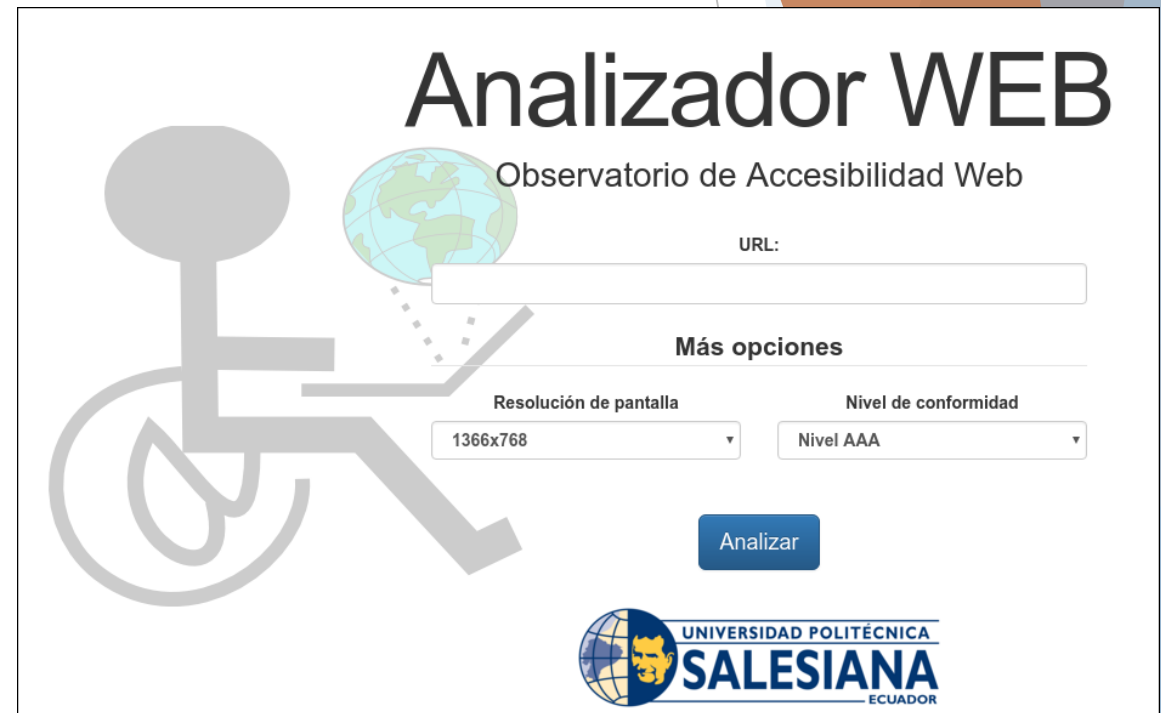 Analizador WEB
Observatorio de Accesibilidad Web
URL:
Más opciones
Resolución de pantalla
Nivel de conformidad
1366x768
Nivel AAA
Analizar
UNIVERSIDAD POLITÉCNICA
SALESIANA
ECUADOR